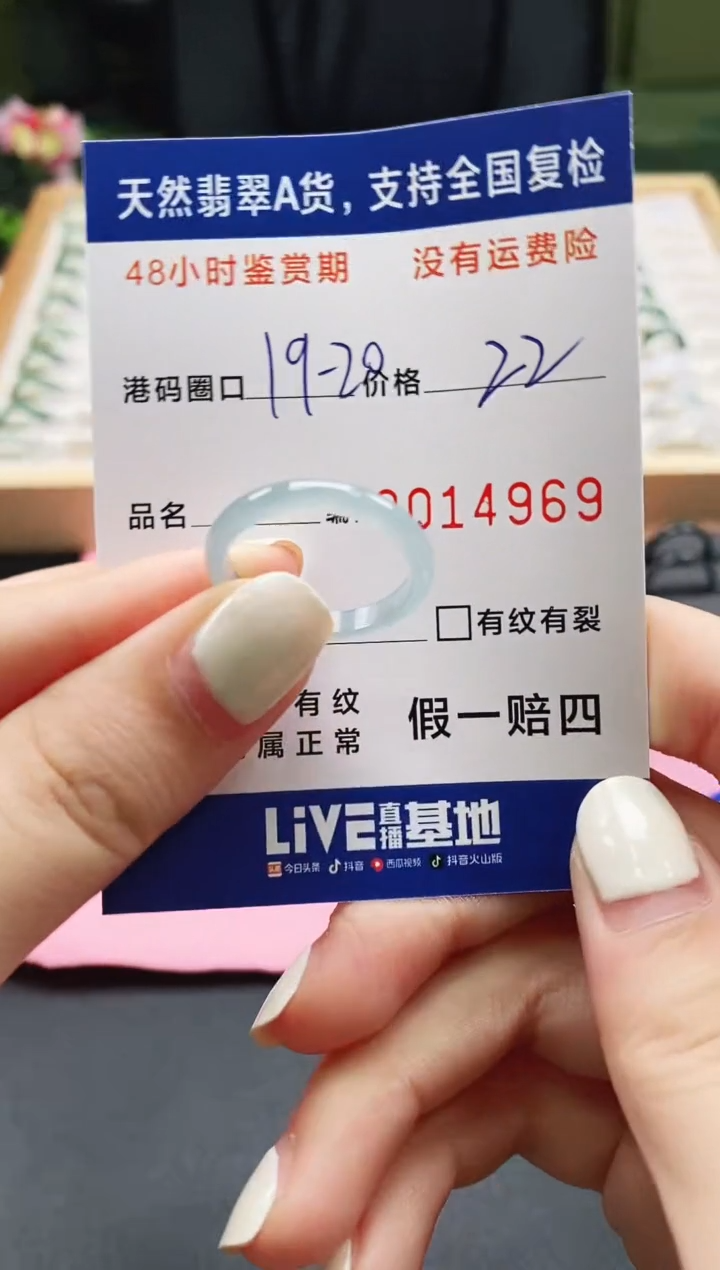 天然翡翠A货，支持全国复检
48小时鉴赏期 没有运费险
港码圈口 19-20 价格 22
品名 014969
□有纹有裂
有纹
属正常 假一赔四
LiVE直播基地
头条 今日头条 抖音 西瓜视频 抖音火山版